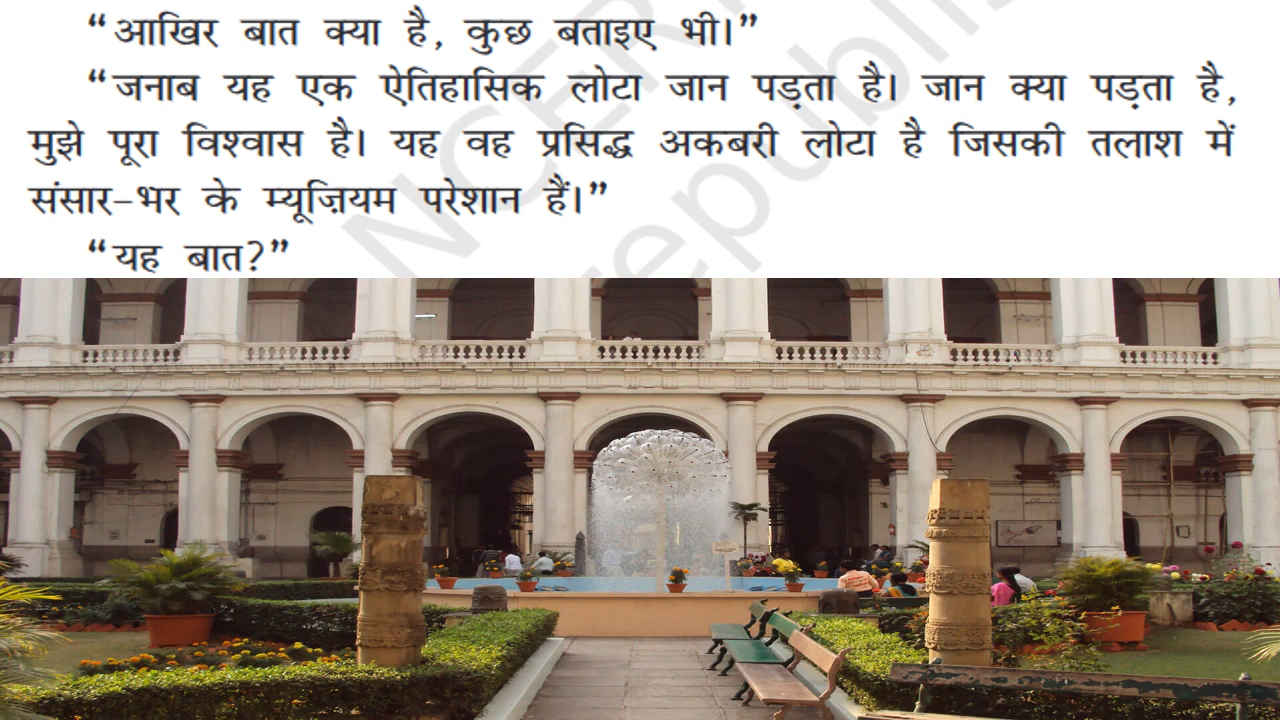 “आखिर बात क्या है, कुछ बताइए भी।”
“जनाब यह एक ऐतिहासिक लोटा जान पड़ता है। जान क्या पड़ता है,
मुझे पूरा विश्वास है। यह वह प्रसिद्ध अकबरी लोटा है जिसकी तलाश में
संसार-भर के म्यूज़ियम परेशान हैं।”
“यह बात?”